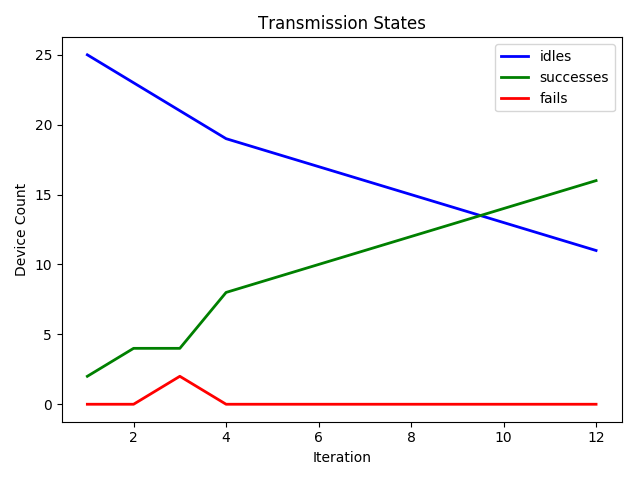 Transmission States
idles
successes
fails
Device Count
25
20
15
10
5
0
2 4 6 8 10 12
Iteration